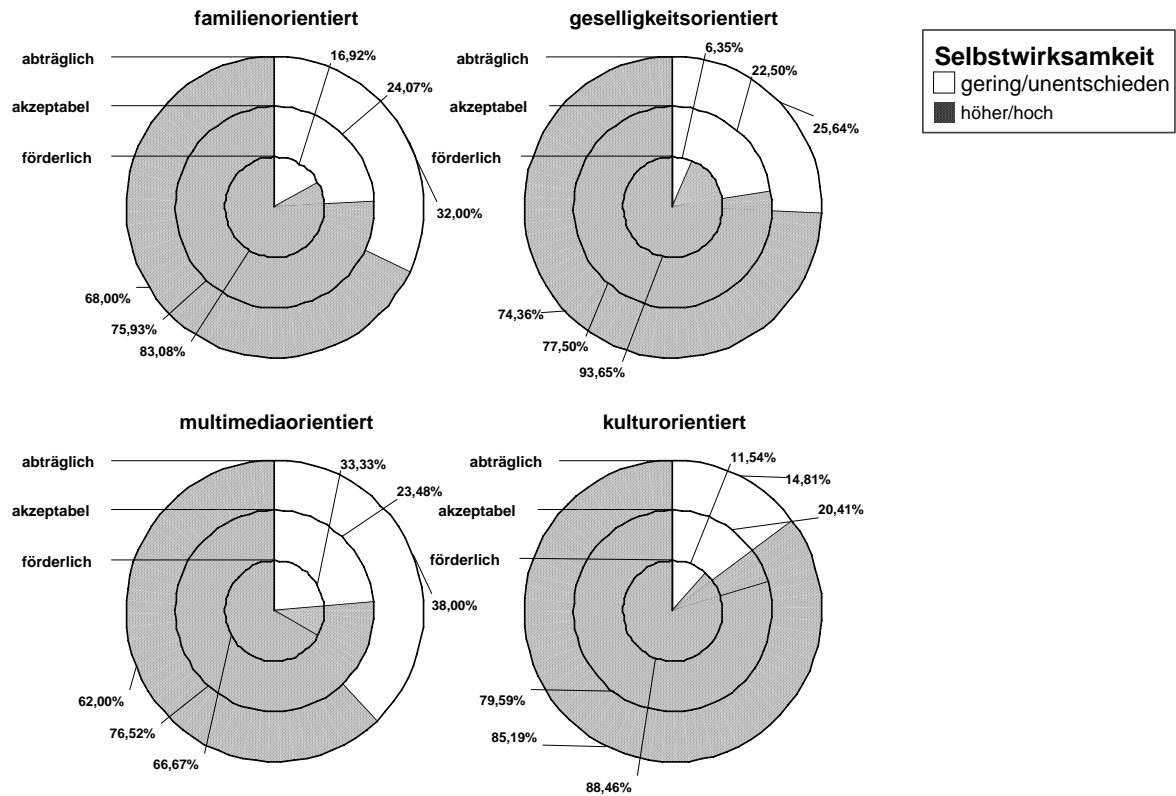 familienorientiert
abträglich
akzeptabel
förderlich
16,92%
24,07%
32,00%
68,00%
75,93%
83,08%
geselligkeitsorientiert
abträglich
akzeptabel
förderlich
6,35%
22,50%
25,64%
74,36%
77,50%
93,65%
Selbstwirksamkeit
gering/unentschieden
höher/hoch
multimediaorientiert
abträglich
akzeptabel
förderlich
33,33%
23,48%
38,00%
62,00%
76,52%
66,67%
kulturorientiert
abträglich
akzeptabel
förderlich
11,54%
14,81%
20,41%
79,59%
85,19%
88,46%